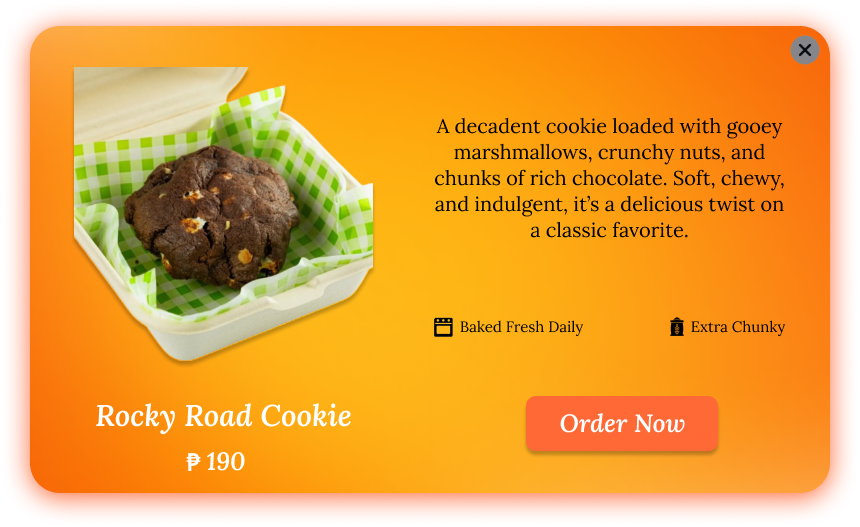 A decadent cookie loaded with gooey
marshmallows, crunchy nuts, and
chunks of rich chocolate. Soft, chewy,
and indulgent, it’s a delicious twist on
a classic favorite.
Baked Fresh Daily
Extra Chunky
Rocky Road Cookie
₱ 190
Order Now